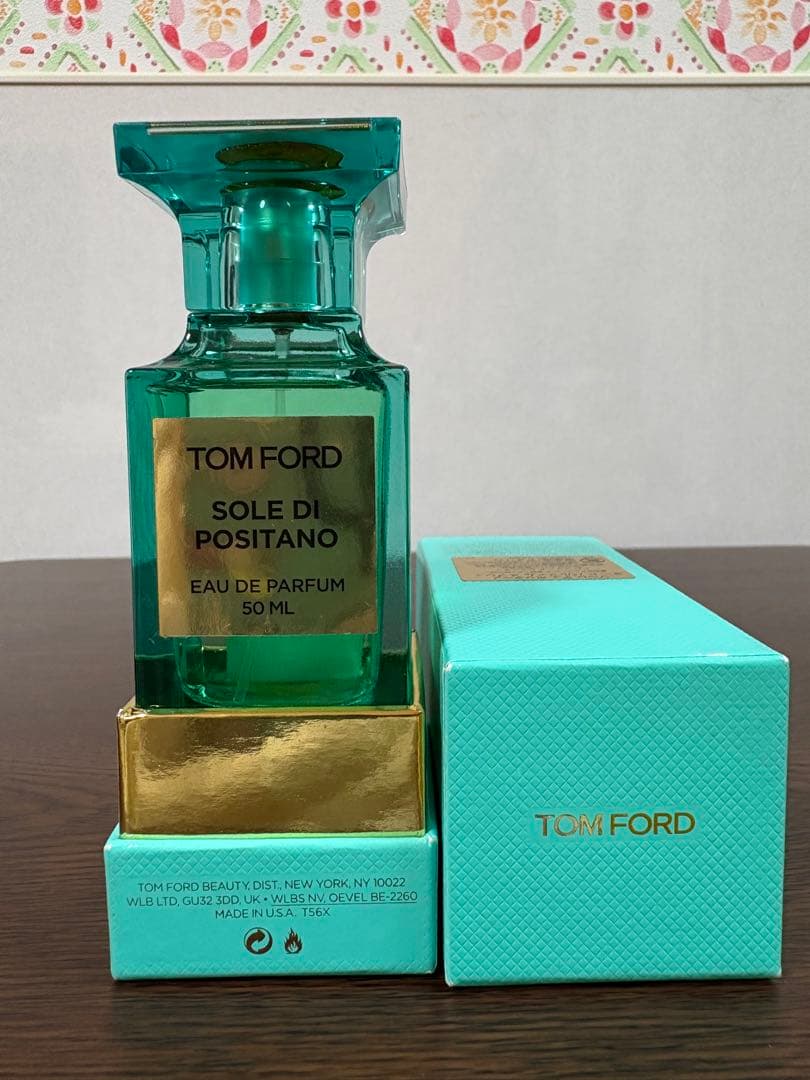 TOM FORD
SOLE DI
POSITANO
EAU DE PARFUM
50 ML
TOM FORD BEAUTY, DIST., NEW YORK, NY 10022
WLB LTD, GU32 3DD, UK • WLBS NV, OEVEL BE-2260
MADE IN U.S.A. T56X
TOM FORD